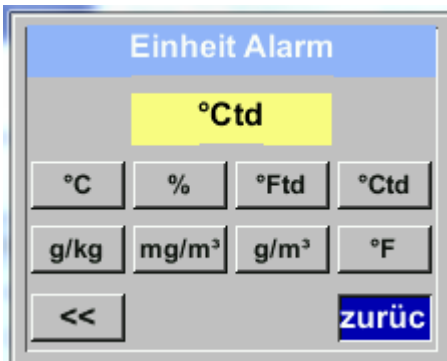 Einheit Alarm
°Ctd
°C % °Ftd °Ctd
g/kg mg/m³ g/m³ °F
<< zurüc